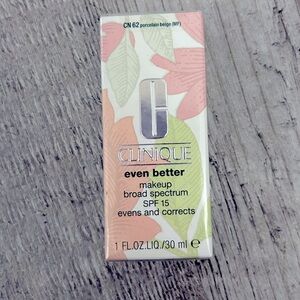 CN 62 porcelain beige (MF)
C
CLINIQUE
even better
makeup
broad spectrum
SPF 15
evens and corrects
1 FL.OZ.LIQ./30 ml e